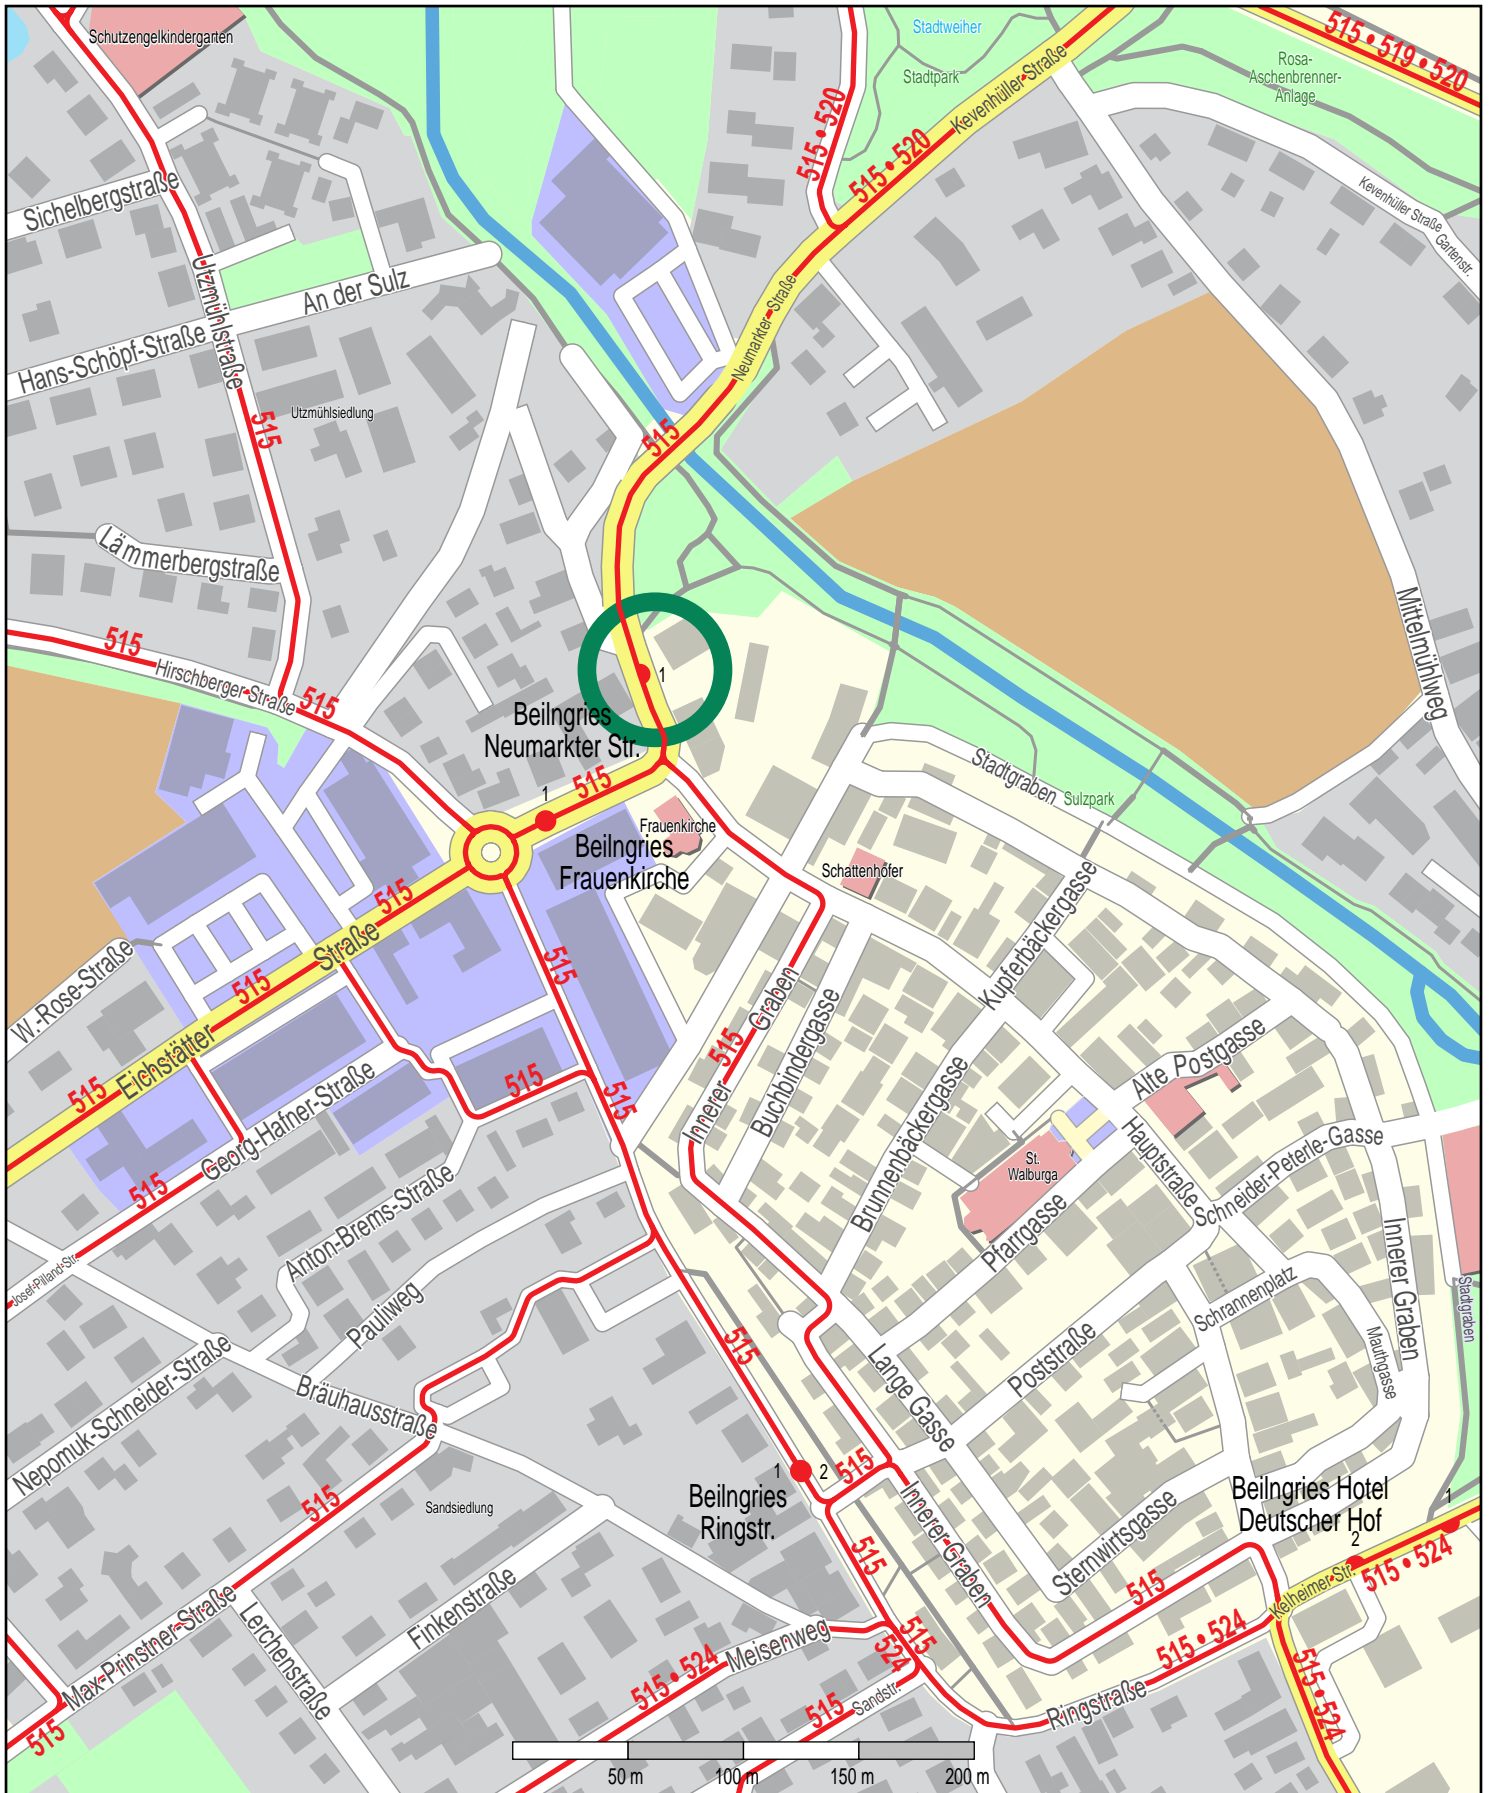 Schutzengelkindergarten
Stadtweiher
Stadtpark
Kevenhüller-Straße
515 • 519 • 520
Rosa-
Aschenbrenner-
Anlage
515 • 520
515 • 520
Sichelbergstraße
Kevenhüller Straße
Gartenstr.
Utzmühlstraße
An der Sulz
Hans-Schöpf-Straße
Neumarkter-Straße
Utzmühlsiedlung
515
515
Lämmerbergstraße
Mittelmühlweg
515
Hirschberger-Straße
515
1
Beilngries
Neumarkter Str.
Stadtgraben
Sulzpark
515
1
Frauenkirche
Beilngries
Frauenkirche
Schattenhofer
Kupferbäckergasse
515
Straße
W.-Rose-Straße
515
515
Innerer Graben
515
Buchbindergasse
Eichstätter
515
Alte Postgasse
515
515
Georg-Hafner-Straße
Brunnenbäckergasse
Hauptstraße
Schneider-Peterle-Gasse
St.
Walburga
515
Anton-Brems-Straße
Pfarrgasse
Innerer Graben
Josef-Pilland-Str.
Pauliweg
Schrannenplatz
Stadtgraben
Nepomuk-Schneider-Straße
515
Lange Gasse
Poststraße
Mauthgasse
Bräuhausstraße
515
1
2
515
Beilngries
Ringstr.
Sandsiedlung
Innerer-Graben
Sternwirtsgasse
Beilngries Hotel
Deutscher Hof
1
2
515
515
Kelheimer-Str.
515 • 524
Finkenstraße
Max-Prinstner-Straße
Lerchenstraße
515
524
Meisenweg
515 • 524
515 • 524
515 • 524
Sandstr.
515
Ringstraße
515
50 m
100 m
150 m
200 m